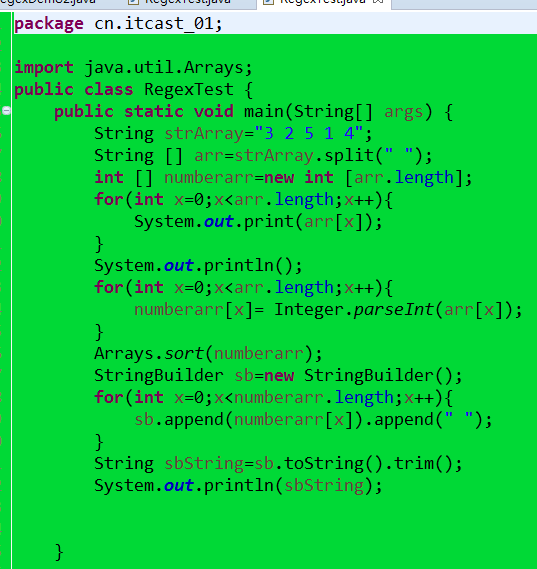 RegexTest.java
package cn.itcast_01;
import java.util.Arrays;
public class RegexTest {
    public static void main(String[] args) {
        String strArray="3 2 5 1 4";
        String [] arr=strArray.split(" ");
        int [] numberarr=new int [arr.length];
        for(int x=0;x<arr.length;x++){
            System.out.print(arr[x]);
        }
        System.out.println();
        for(int x=0;x<arr.length;x++){
            numberarr[x]= Integer.parseInt(arr[x]);
        }
        Arrays.sort(numberarr);
        StringBuilder sb=new StringBuilder();
        for(int x=0;x<numberarr.length;x++){
            sb.append(numberarr[x]).append(" ");
        }
        String sbString=sb.toString().trim();
        System.out.println(sbString);
    }